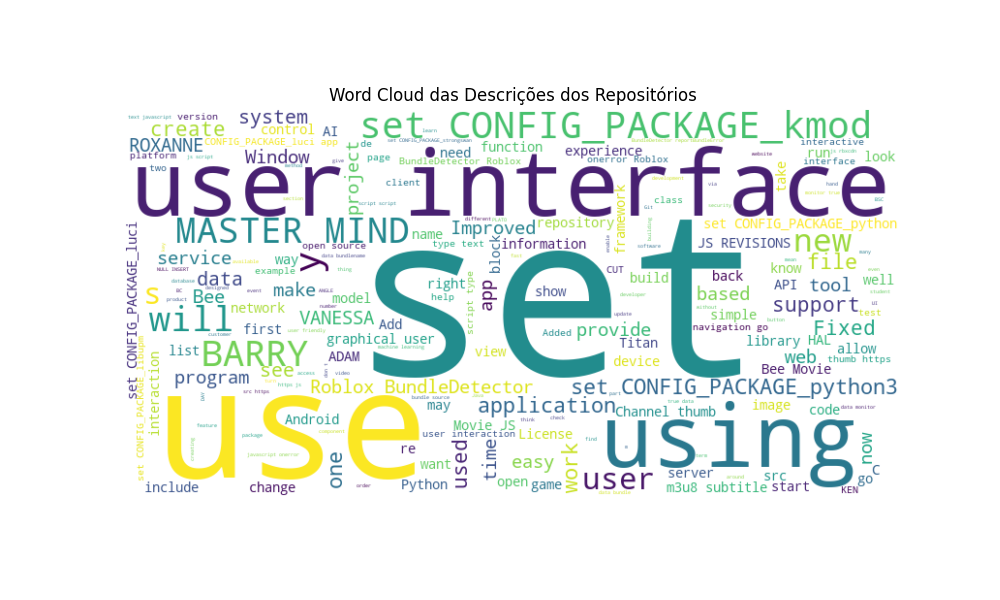 Word Cloud das Descrições dos Repositórios
version
system
set CONFIG_PACKAGE_kmod
create
control
AI
ROXANNE
CONFIG_PACKAGE_luci app
de
page
function
experience
onerror Roblox
interactive
run
look
platform
Window
two
project
client
need
BundleDetector Roblox
interface
take
user interface
class
MASTER MIND
name
Improved
repository
framework
set CONFIG_PACKAGE_python
set CONFIG_PACKAGE_luci
service
open source
y
way
type text
information
block
JS REVISIONS
new
data
example
CUT
back
know
file
well
s
Bee
make
model
right
help
app
show
build
based
API
tool
will
network
VANESSA
script type
set
simple
support
test
first
Add
Added
provide
navigation go
Fixed
BARRY
graphical user
Titan
library
HAL
allow
list
see
ADAM
view
device
web
thumb https
program
Bee Movie
interaction
set CONFIG_PACKAGE_libupm
Roblox BundleDetector
set CONFIG_PACKAGE_python3
use
Android
may
application
Channel thumb
image
code
Movie JS
user interaction
License
using
now
one
re
used
time
want
easy
work
user
server
src
C
go
include
change
Python
open
game
m3u8 subtitle
start
KEN